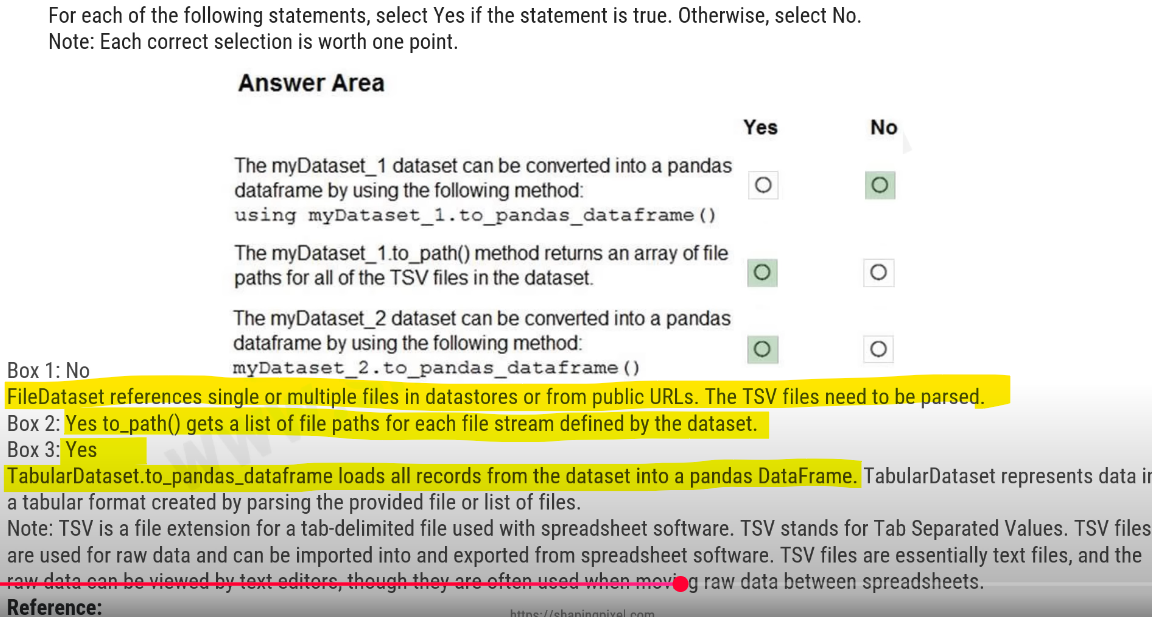 For each of the following statements, select Yes if the statement is true. Otherwise, select No.
Note: Each correct selection is worth one point.
Answer Area
Yes No
The myDataset_1 dataset can be converted into a pandas
dataframe by using the following method:
using myDataset_1.to_pandas_dataframe()
The myDataset_1.to_path() method returns an array of file
paths for all of the TSV files in the dataset.
The myDataset_2 dataset can be converted into a pandas
dataframe by using the following method:
myDataset_2.to_pandas_dataframe()
Box 1: No
FileDataset references single or multiple files in datastores or from public URLs. The TSV files need to be parsed.
Box 2: Yes to_path() gets a list of file paths for each file stream defined by the dataset.
Box 3: Yes
TabularDataset.to_pandas_dataframe loads all records from the dataset into a pandas DataFrame. TabularDataset represents data in
a tabular format created by parsing the provided file or list of files.
Note: TSV is a file extension for a tab-delimited file used with spreadsheet software. TSV stands for Tab Separated Values. TSV files
are used for raw data and can be imported into and exported from spreadsheet software. TSV files are essentially text files, and the
raw data can be viewed by text editors, though they are often used when moving raw data between spreadsheets.
Reference:
https://shapingpixel.com